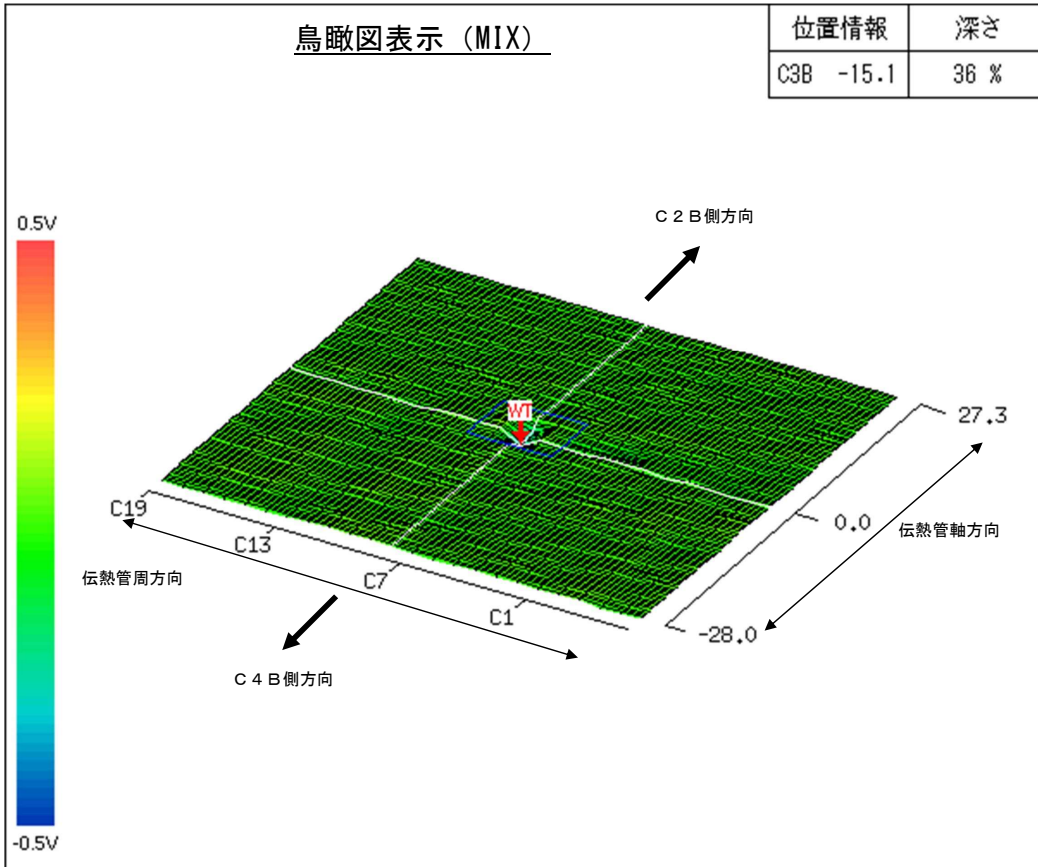 鳥瞰図表示 (MIX)
位置情報 深さ
C3B -15.1 36 %
0.5V
C2B側方向
WT
27.3
0.0
伝熱管軸方向
-28.0
C19
C13
C7
C1
伝熱管周方向
C4B側方向
-0.5V